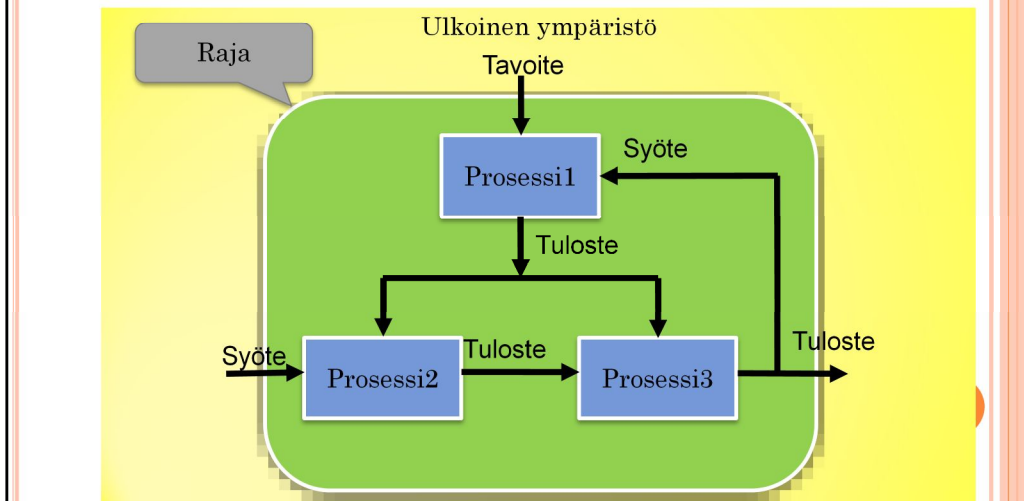 Ulkoinen ympäristö
Raja
Tavoite
Syöte
Prosessi1
Tuloste
Tuloste
Syöte
Tuloste
Prosessi2
Prosessi3